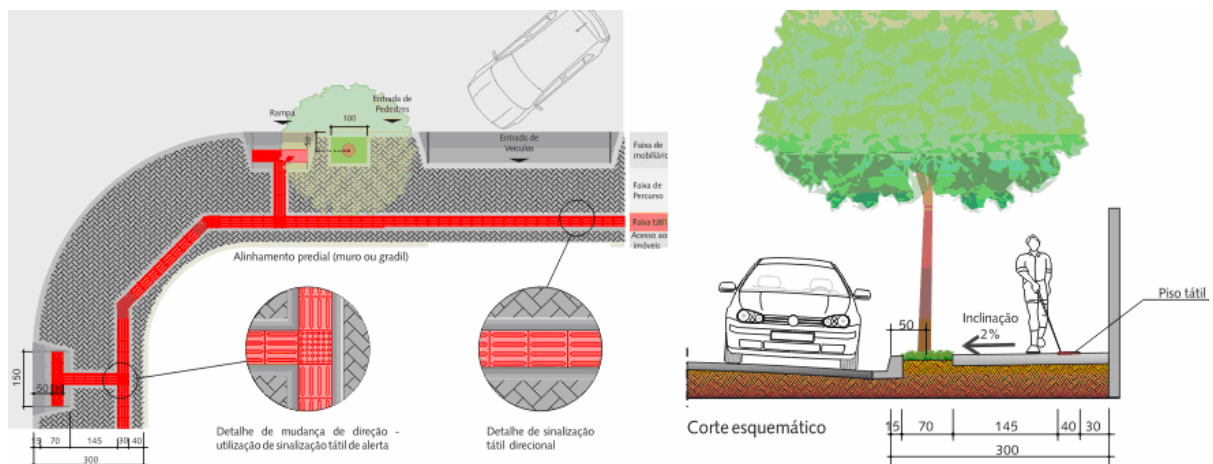 Rampa
100
50
Entrada de
Pedestres
Entrada de
Veículos
Faixa de
mobiliário
Faixa de
Percurso
Faixa tátil
Acesso ao
imóveis
Alinhamento predial (muro ou gradil)
150
50
15 70 145 30 40
300
Detalhe de mudança de direção -
utilização de sinalização tátil de alerta
Detalhe de sinalização
tátil direcional
50
Inclinação
2%
Piso tátil
Corte esquemático
15 70 145 40 30
300